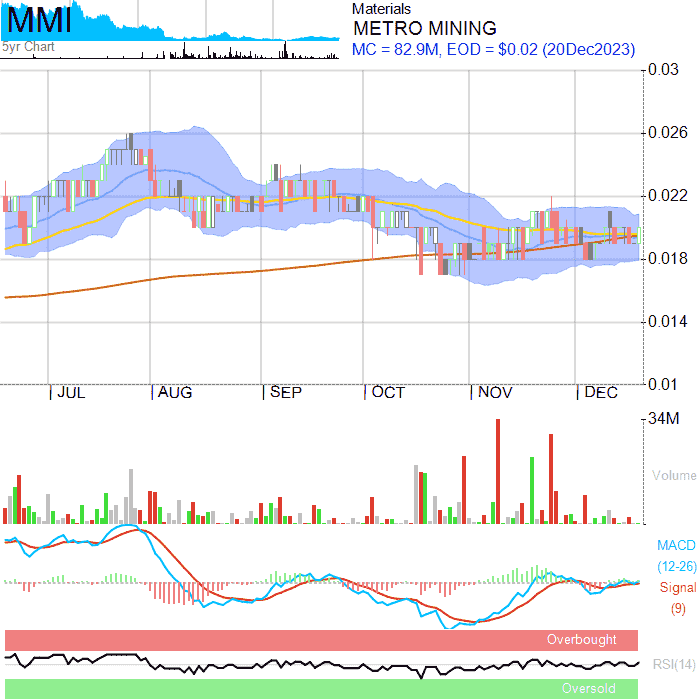 MMI
5yr Chart
Materials
METRO MINING
MC = 82.9M, EOD = $0.02 (20Dec2023)
0.03
0.026
0.022
0.018
0.014
0.01
JUL AUG SEP OCT NOV DEC
34M
Volume
MACD
(12-26)
Signal
(9)
Overbought
RSI(14)
Oversold